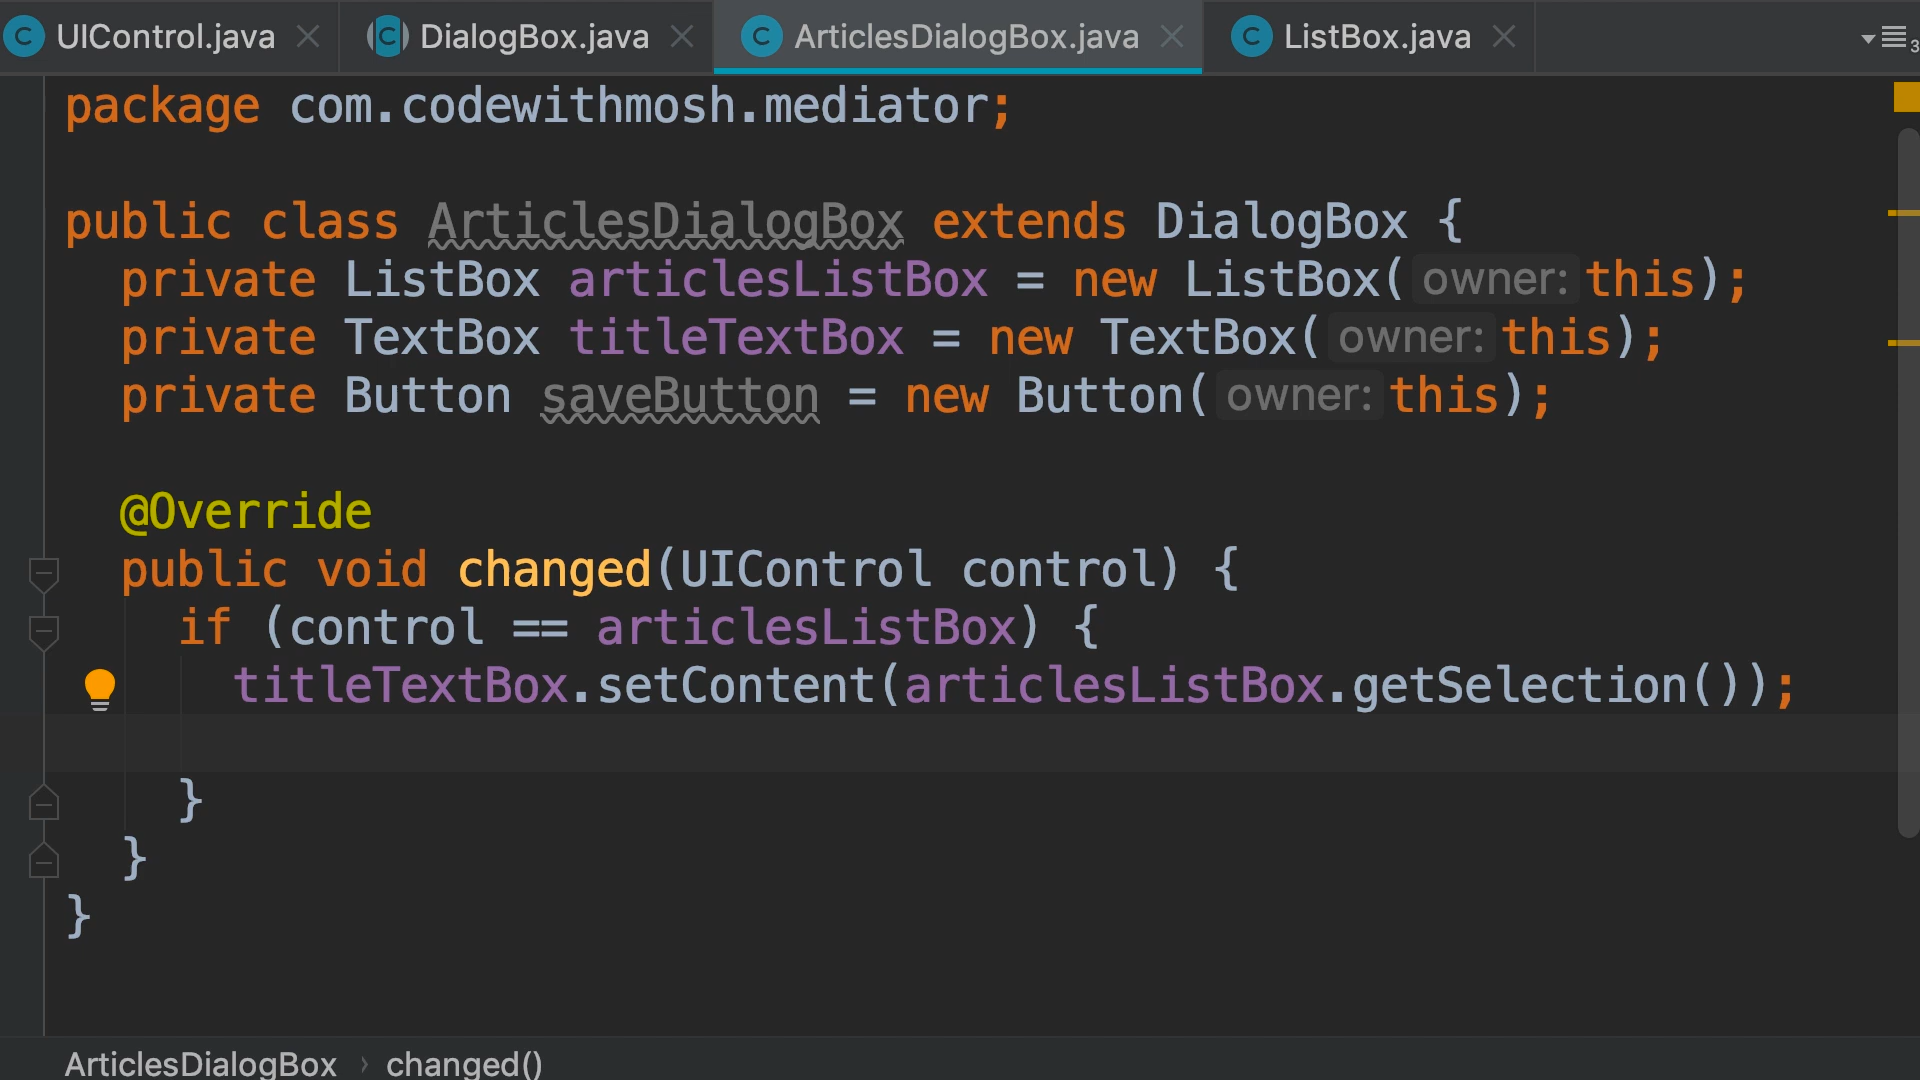 UIControl.java DialogBox.java ArticlesDialogBox.java ListBox.java 3
package com.codewithmosh.mediator;
public class ArticlesDialogBox extends DialogBox {
private ListBox articlesListBox = new ListBox( owner: this);
private TextBox titleTextBox = new TextBox( owner: this);
private Button saveButton = new Button( owner: this);
@Override
public void changed(UIControl control) {
if (control == articlesListBox) {
titleTextBox.setContent(articlesListBox.getSelection());
}
}
}
ArticlesDialogBox › changed()